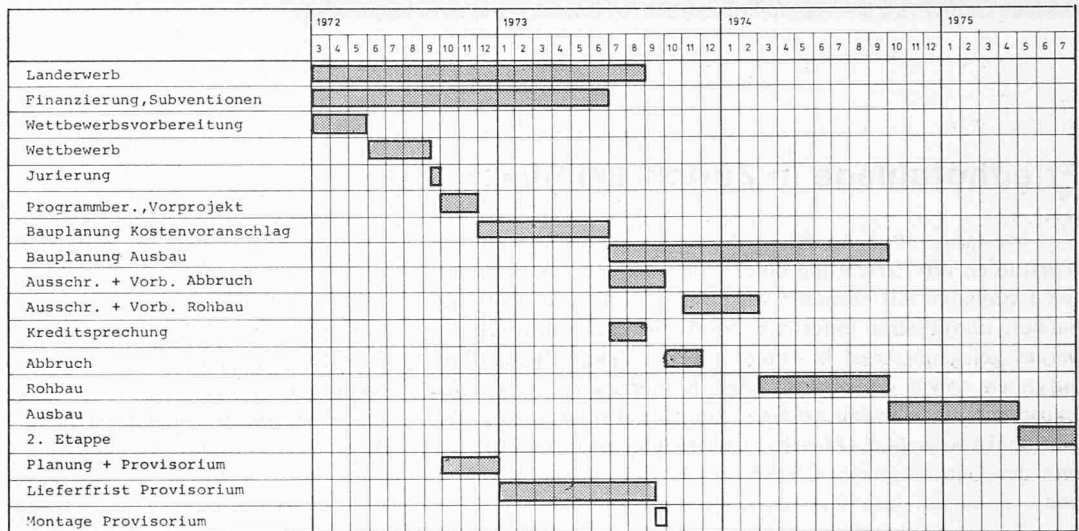 1972 1973 1974 1975
3 4 5 6 7 8 9 10 11 12 1 2 3 4 5 6 7 8 9 10 11 12 1 2 3 4 5 6 7 8 9 10 11 12 1 2 3 4 5 6 7
Landerwerb
Finanzierung,Subventionen
Wettbewerbsvorbereitung
Wettbewerb
Jurierung
Programmber.,Vorprojekt
Bauplanung Kostenvoranschlag
Bauplanung Ausbau
Ausschr. + Vorb. Abbruch
Ausschr. + Vorb. Rohbau
Kreditsprechung
Abbruch
Rohbau
Ausbau
2. Etappe
Planung + Provisorium
Lieferfrist Provisorium
Montage Provisorium